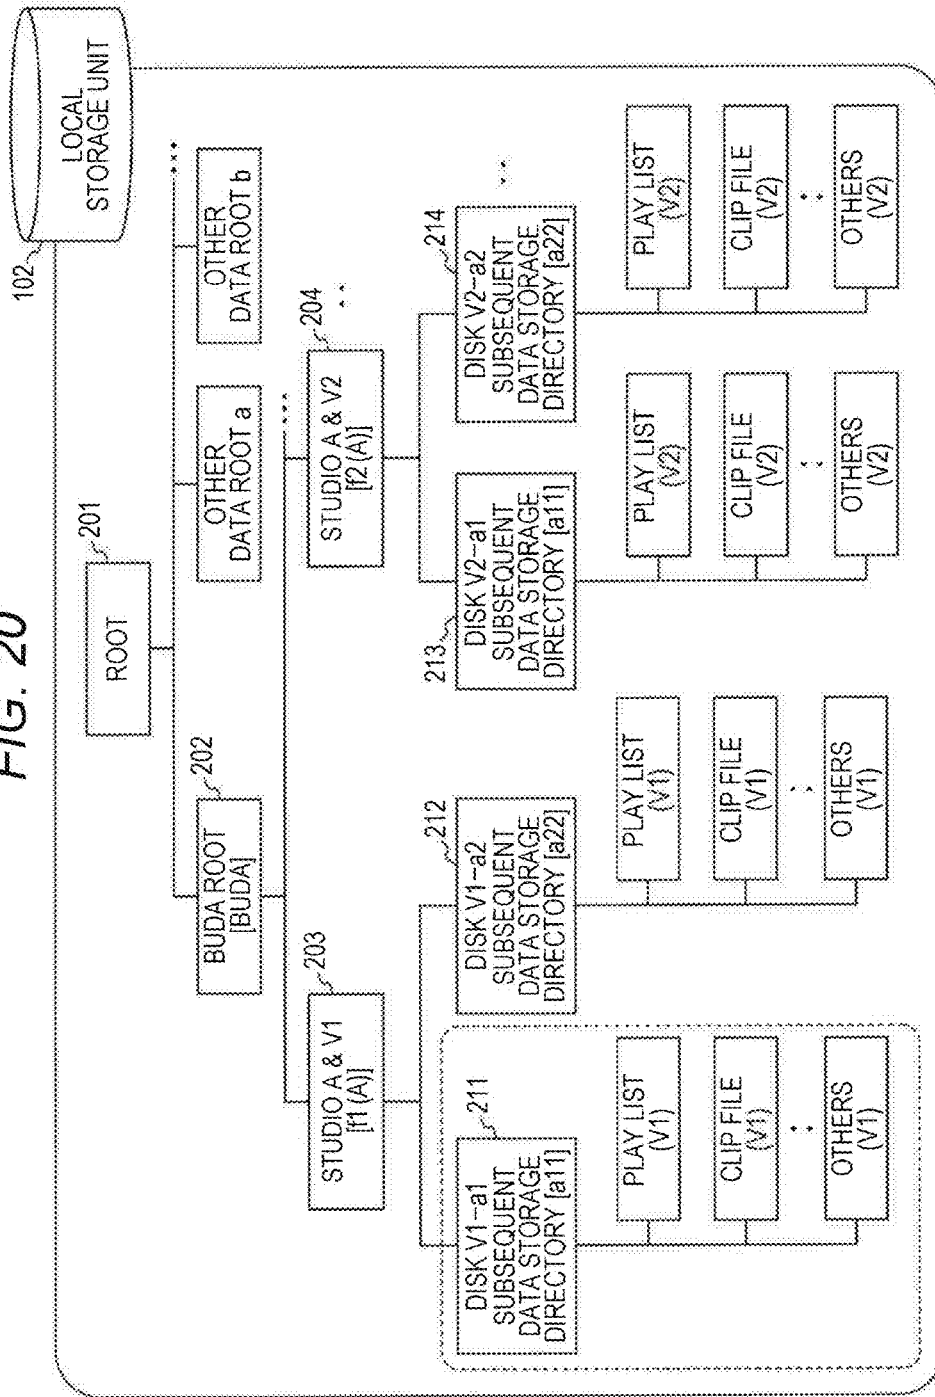 FIG. 20
LOCAL
STORAGE UNIT
102
ROOT
201
BUDA ROOT
[BUDA]
202
OTHER
DATA ROOT a
OTHER
DATA ROOT b
...
STUDIO A & V1
[f1 (A)]
203
STUDIO A & V2
[f2 (A)]
204
...
DISK V1-a1
SUBSEQUENT
DATA STORAGE
DIRECTORY [a11]
211
DISK V1-a2
SUBSEQUENT
DATA STORAGE
DIRECTORY [a22]
212
DISK V2-a1
SUBSEQUENT
DATA STORAGE
DIRECTORY [a11]
213
DISK V2-a2
SUBSEQUENT
DATA STORAGE
DIRECTORY [a22]
214
PLAY LIST
(V1)
CLIP FILE
(V1)
OTHERS
(V1)
PLAY LIST
(V1)
CLIP FILE
(V1)
OTHERS
(V1)
PLAY LIST
(V2)
CLIP FILE
(V2)
OTHERS
(V2)
PLAY LIST
(V2)
CLIP FILE
(V2)
OTHERS
(V2)